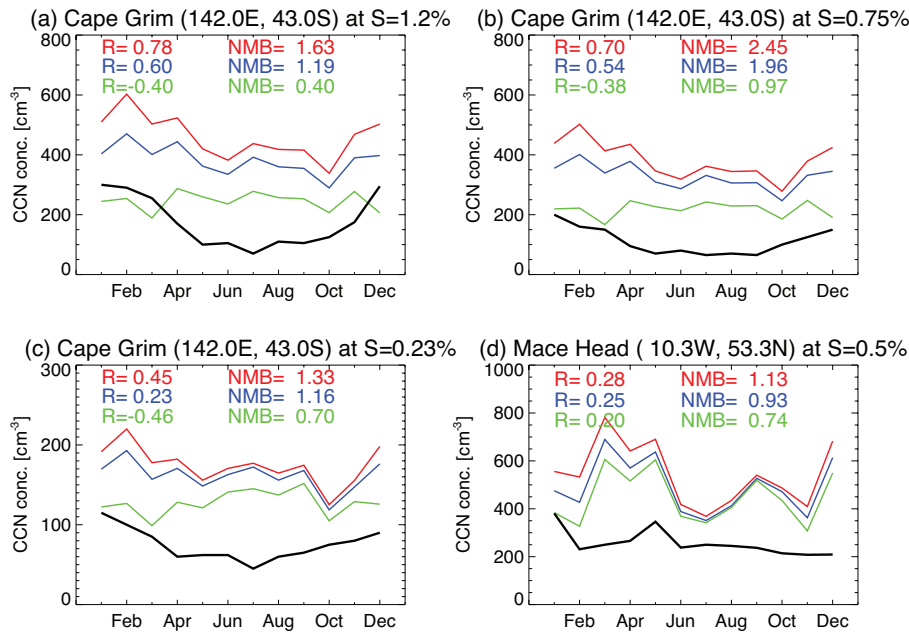 (a) Cape Grim (142.0E, 43.0S) at S=1.2%
800
600
400
200
0
CCN conc. [cm-3]
R= 0.78 NMB= 1.63
R= 0.60 NMB= 1.19
R=-0.40 NMB= 0.40
Feb Apr Jun Aug Oct Dec
(b) Cape Grim (142.0E, 43.0S) at S=0.75%
800
600
400
200
0
CCN conc. [cm-3]
R= 0.70 NMB= 2.45
R= 0.54 NMB= 1.96
R=-0.38 NMB= 0.97
Feb Apr Jun Aug Oct Dec
(c) Cape Grim (142.0E, 43.0S) at S=0.23%
300
200
100
0
CCN conc. [cm-3]
R= 0.45 NMB= 1.33
R= 0.23 NMB= 1.16
R=-0.46 NMB= 0.70
Feb Apr Jun Aug Oct Dec
(d) Mace Head ( 10.3W, 53.3N) at S=0.5%
1000
800
600
400
200
0
CCN conc. [cm-3]
R= 0.28 NMB= 1.13
R= 0.25 NMB= 0.93
R= 0.20 NMB= 0.74
Feb Apr Jun Aug Oct Dec